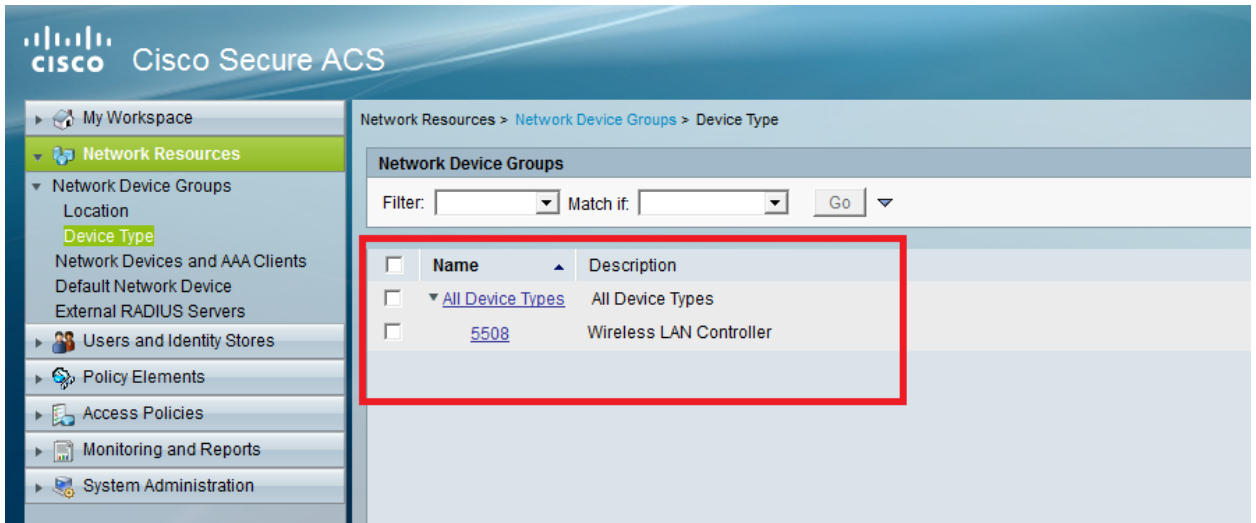 CISCO Cisco Secure ACS
My Workspace
Network Resources
Network Device Groups
Location
Device Type
Network Devices and AAA Clients
Default Network Device
External RADIUS Servers
Users and Identity Stores
Policy Elements
Access Policies
Monitoring and Reports
System Administration
Network Resources > Network Device Groups > Device Type
Network Device Groups
Filter: Match if: Go
Name Description
All Device Types All Device Types
5508 Wireless LAN Controller